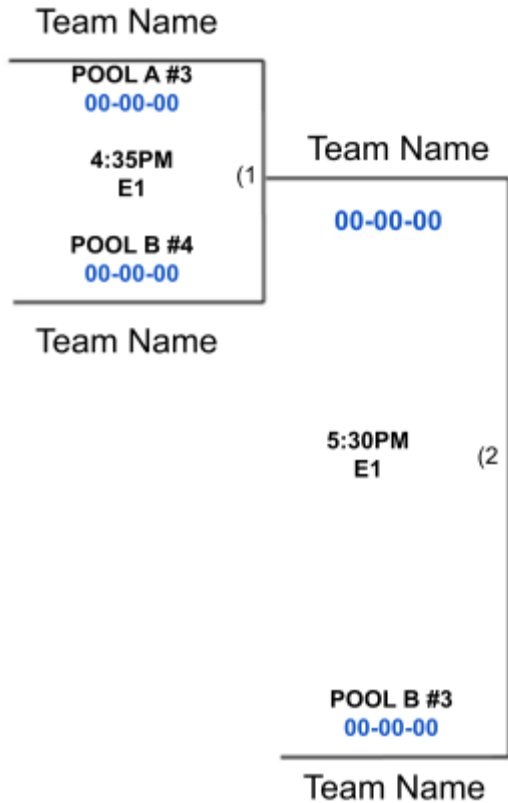 Team Name
POOL A #3
00-00-00
4:35PM
E1
(1
POOL B #4
00-00-00
Team Name
Team Name
00-00-00
5:30PM
E1
(2
POOL B #3
00-00-00
Team Name